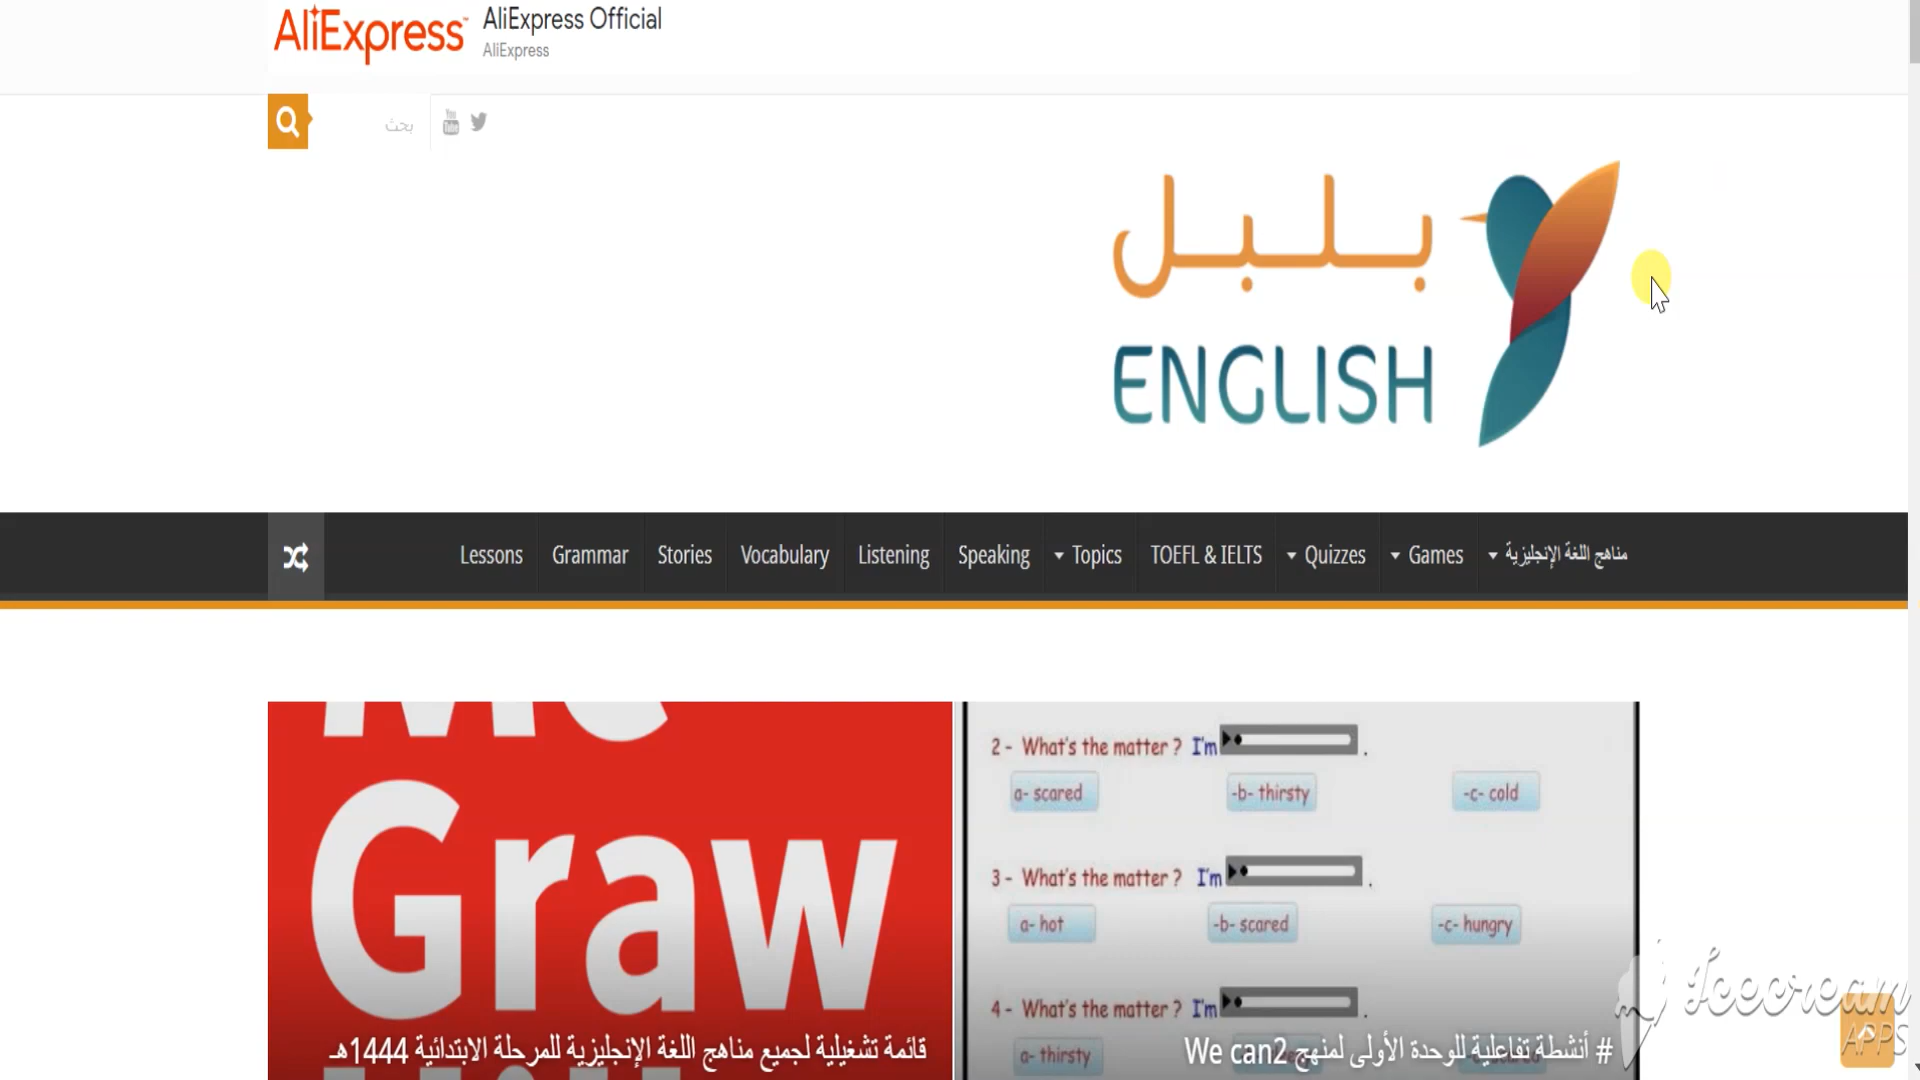 AliExpress
AliExpress Official
AliExpress
بحث
You
Tube
بلبل
ENGLISH
Lessons
Grammar
Stories
Vocabulary
Listening
Speaking
Topics
TOEFL & IELTS
Quizzes
Games
مناهج اللغة الإنجليزية
Mc
Graw
قائمة تشغيلية لجميع مناهج اللغة الإنجليزية للمرحلة الابتدائية 1444هـ
2 - What's the matter ? I'm .
a- scared -b- thirsty -c- cold
3 - What's the matter ? I'm .
a- hot -b- scared -c- hungry
4 - What's the matter ? I'm .
a- thirsty
# أنشطة تفاعلية للوحدة الأولى لمنهج We can2
Icecream
APPS